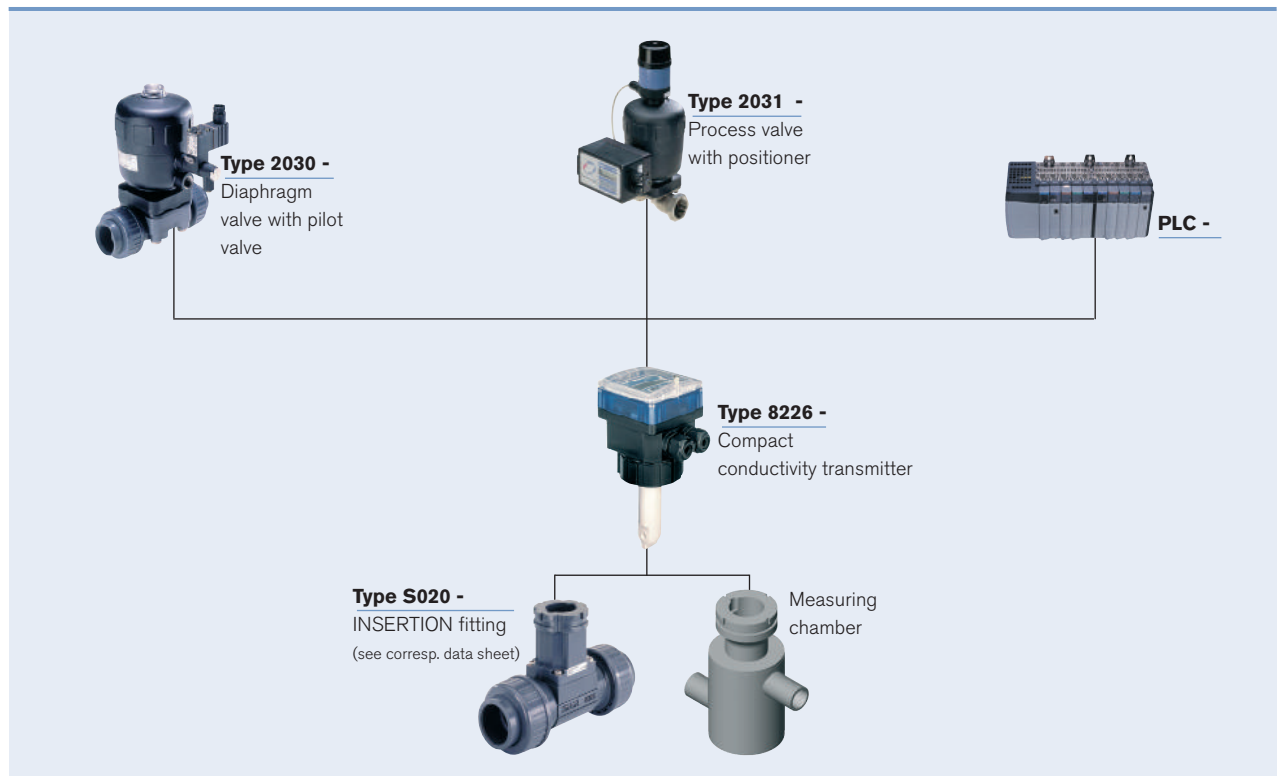 Type 2030 -
Diaphragm
valve with pilot
valve
Type 2031 -
Process valve
with positioner
PLC -
Type 8226 -
Compact
conductivity transmitter
Type S020 -
INSERTION fitting
(see corresp. data sheet)
Measuring
chamber